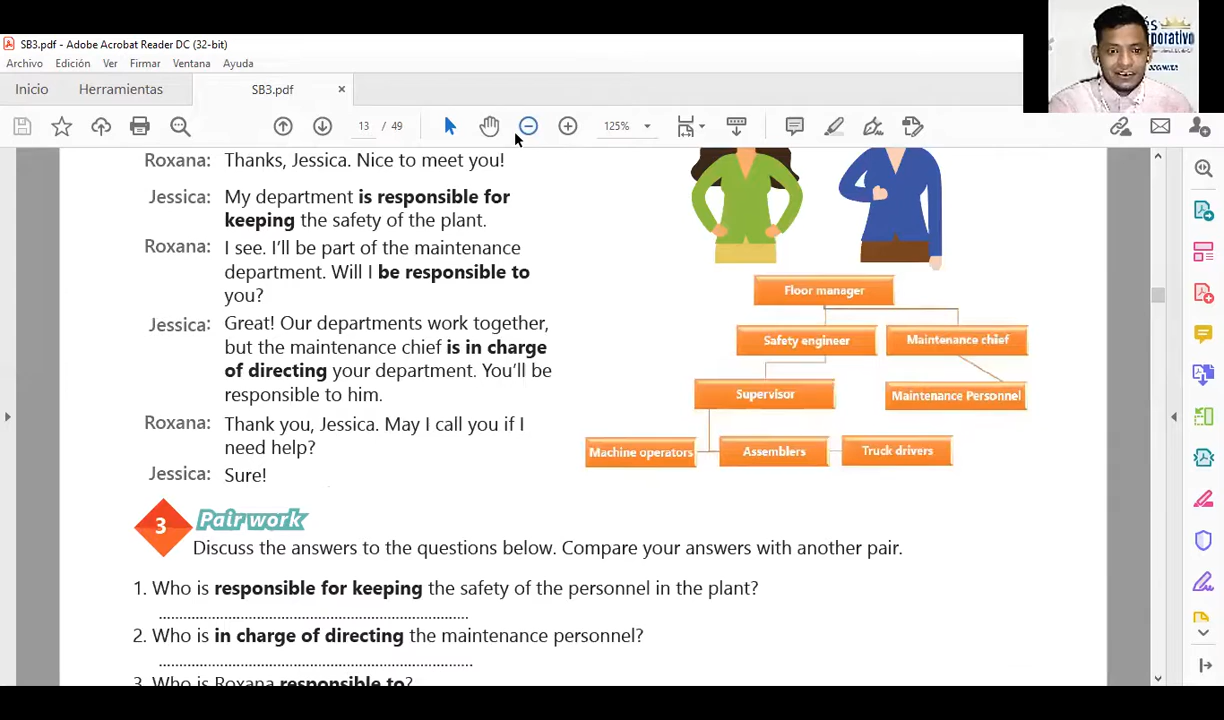 SB3.pdf - Adobe Acrobat Reader DC (32-bit)
Archivo Edición Ver Firmar Ventana Ayuda
Inicio Herramientas SB3.pdf ×
13 / 49 125%
Roxana: Thanks, Jessica. Nice to meet you!
Jessica: My department is responsible for
keeping the safety of the plant.
Roxana: I see. I'll be part of the maintenance
department. Will I be responsible to
you?
Jessica: Great! Our departments work together,
but the maintenance chief is in charge
of directing your department. You'll be
responsible to him.
Roxana: Thank you, Jessica. May I call you if I
need help?
Jessica: Sure!
Floor manager
Safety engineer Maintenance chief
Supervisor Maintenance Personnel
Machine operators Assemblers Truck drivers
3 Pair work
Discuss the answers to the questions below. Compare your answers with another pair.
1. Who is responsible for keeping the safety of the personnel in the plant?
2. Who is in charge of directing the maintenance personnel?
3. Who is Roxana responsible to?